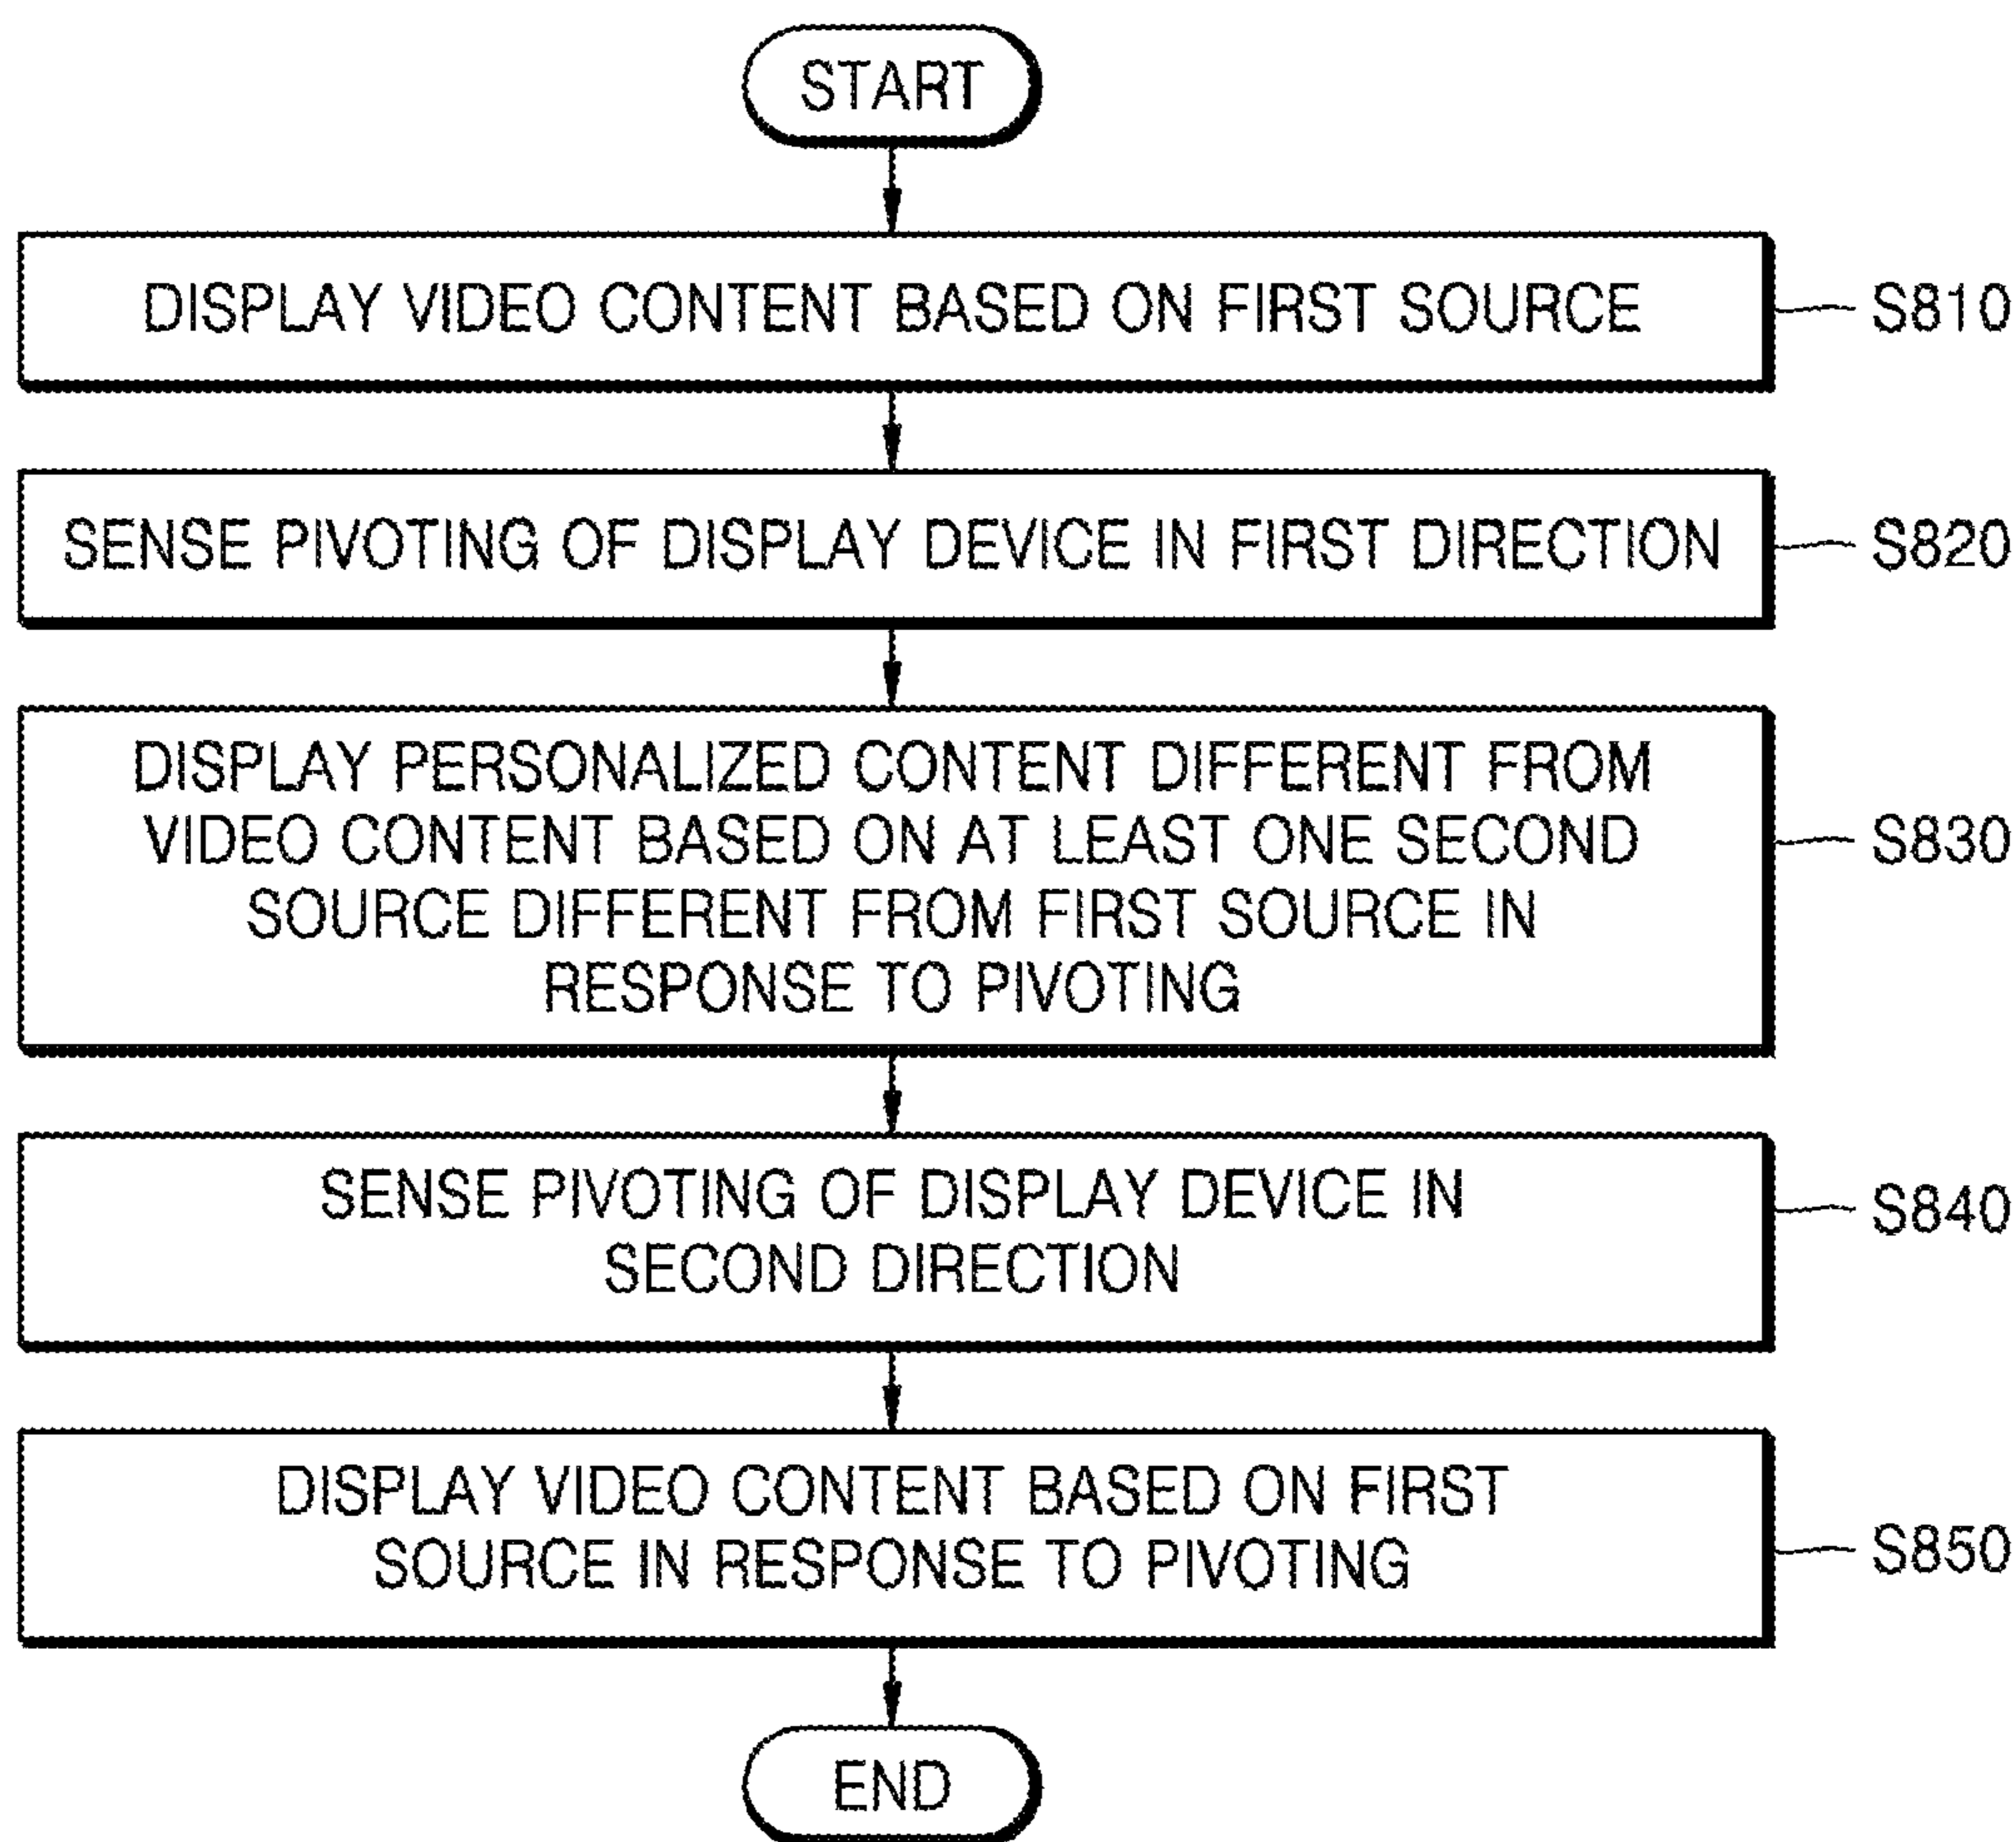 START
DISPLAY VIDEO CONTENT BASED ON FIRST SOURCE
S810
SENSE PIVOTING OF DISPLAY DEVICE IN FIRST DIRECTION
S820
DISPLAY PERSONALIZED CONTENT DIFFERENT FROM
VIDEO CONTENT BASED ON AT LEAST ONE SECOND
SOURCE DIFFERENT FROM FIRST SOURCE IN
RESPONSE TO PIVOTING
S830
SENSE PIVOTING OF DISPLAY DEVICE IN
SECOND DIRECTION
S840
DISPLAY VIDEO CONTENT BASED ON FIRST
SOURCE IN RESPONSE TO PIVOTING
S850
END